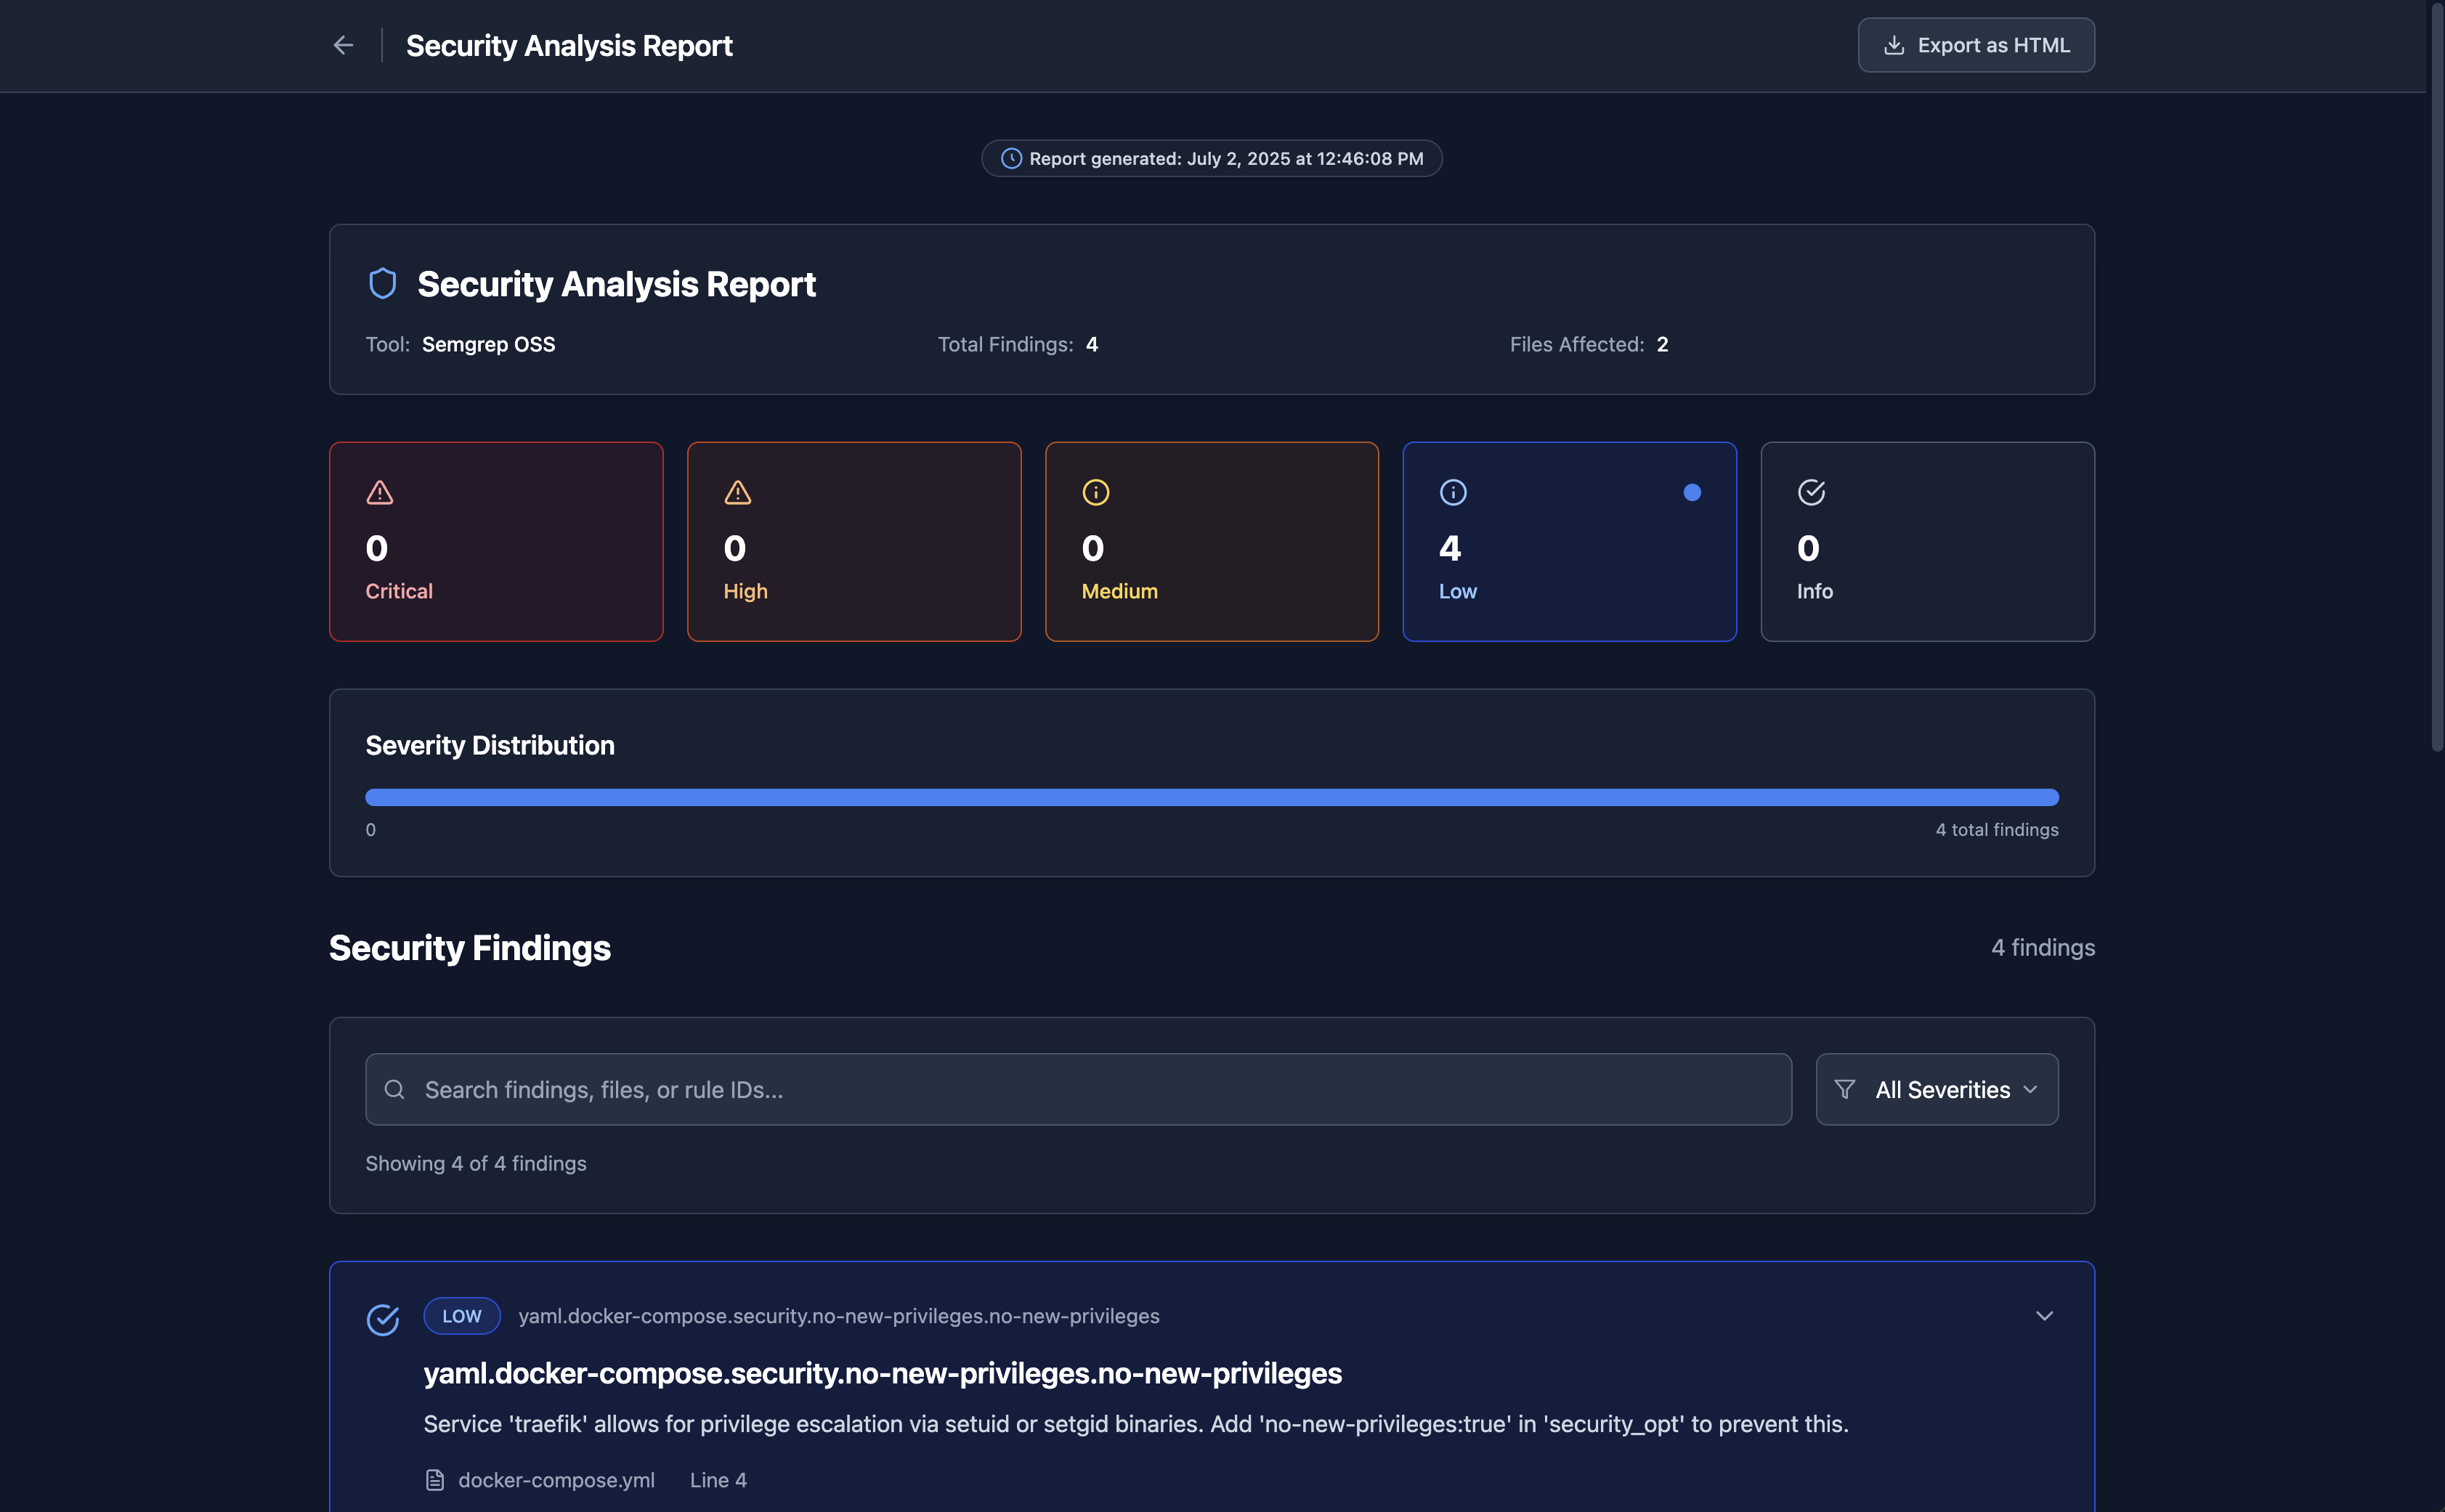 Security Analysis Report
Export as HTML
Report generated: July 2, 2025 at 12:46:08 PM
Security Analysis Report
Tool: Semgrep OSS
Total Findings: 4
Files Affected: 2
0
Critical
0
High
0
Medium
4
Low
0
Info
Severity Distribution
0
4 total findings
Security Findings
4 findings
Search findings, files, or rule IDs...
All Severities
Showing 4 of 4 findings
LOW
yaml.docker-compose.security.no-new-privileges.no-new-privileges
yaml.docker-compose.security.no-new-privileges.no-new-privileges
Service 'traefik' allows for privilege escalation via setuid or setgid binaries. Add 'no-new-privileges:true' in 'security_opt' to prevent this.
docker-compose.yml
Line 4